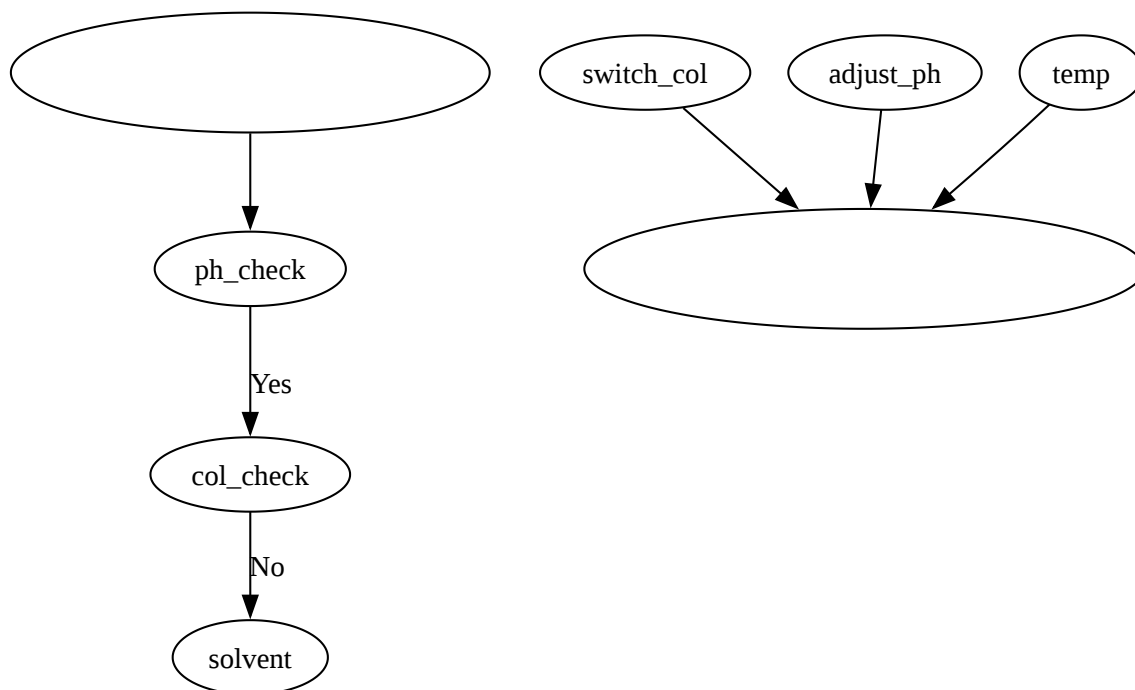 switch_col
adjust_ph
temp
ph_check
Yes
col_check
No
solvent